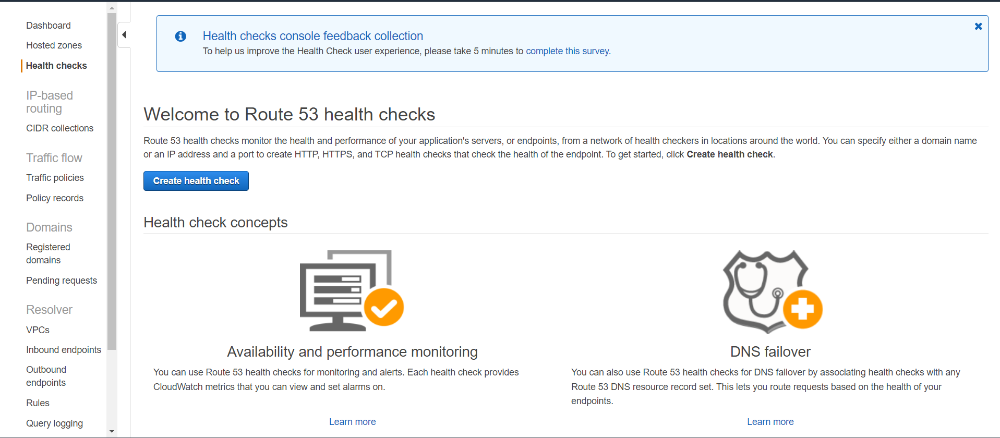 Dashboard
Hosted zones
Health checks
IP-based
routing
CIDR collections
Traffic flow
Traffic policies
Policy records
Domains
Registered
domains
Pending requests
Resolver
VPCs
Inbound endpoints
Outbound
endpoints
Rules
Query logging
Health checks console feedback collection
To help us improve the Health Check user experience, please take 5 minutes to complete this survey.
Welcome to Route 53 health checks
Route 53 health checks monitor the health and performance of your application's servers, or endpoints, from a network of health checkers in locations around the world. You can specify either a domain name
or an IP address and a port to create HTTP, HTTPS, and TCP health checks that check the health of the endpoint. To get started, click Create health check.
Create health check
Health check concepts
Availability and performance monitoring
You can use Route 53 health checks for monitoring and alerts. Each health check provides
CloudWatch metrics that you can view and set alarms on.
Learn more
DNS failover
You can also use Route 53 health checks for DNS failover by associating health checks with any
Route 53 DNS resource record set. This lets you route requests based on the health of your
endpoints.
Learn more